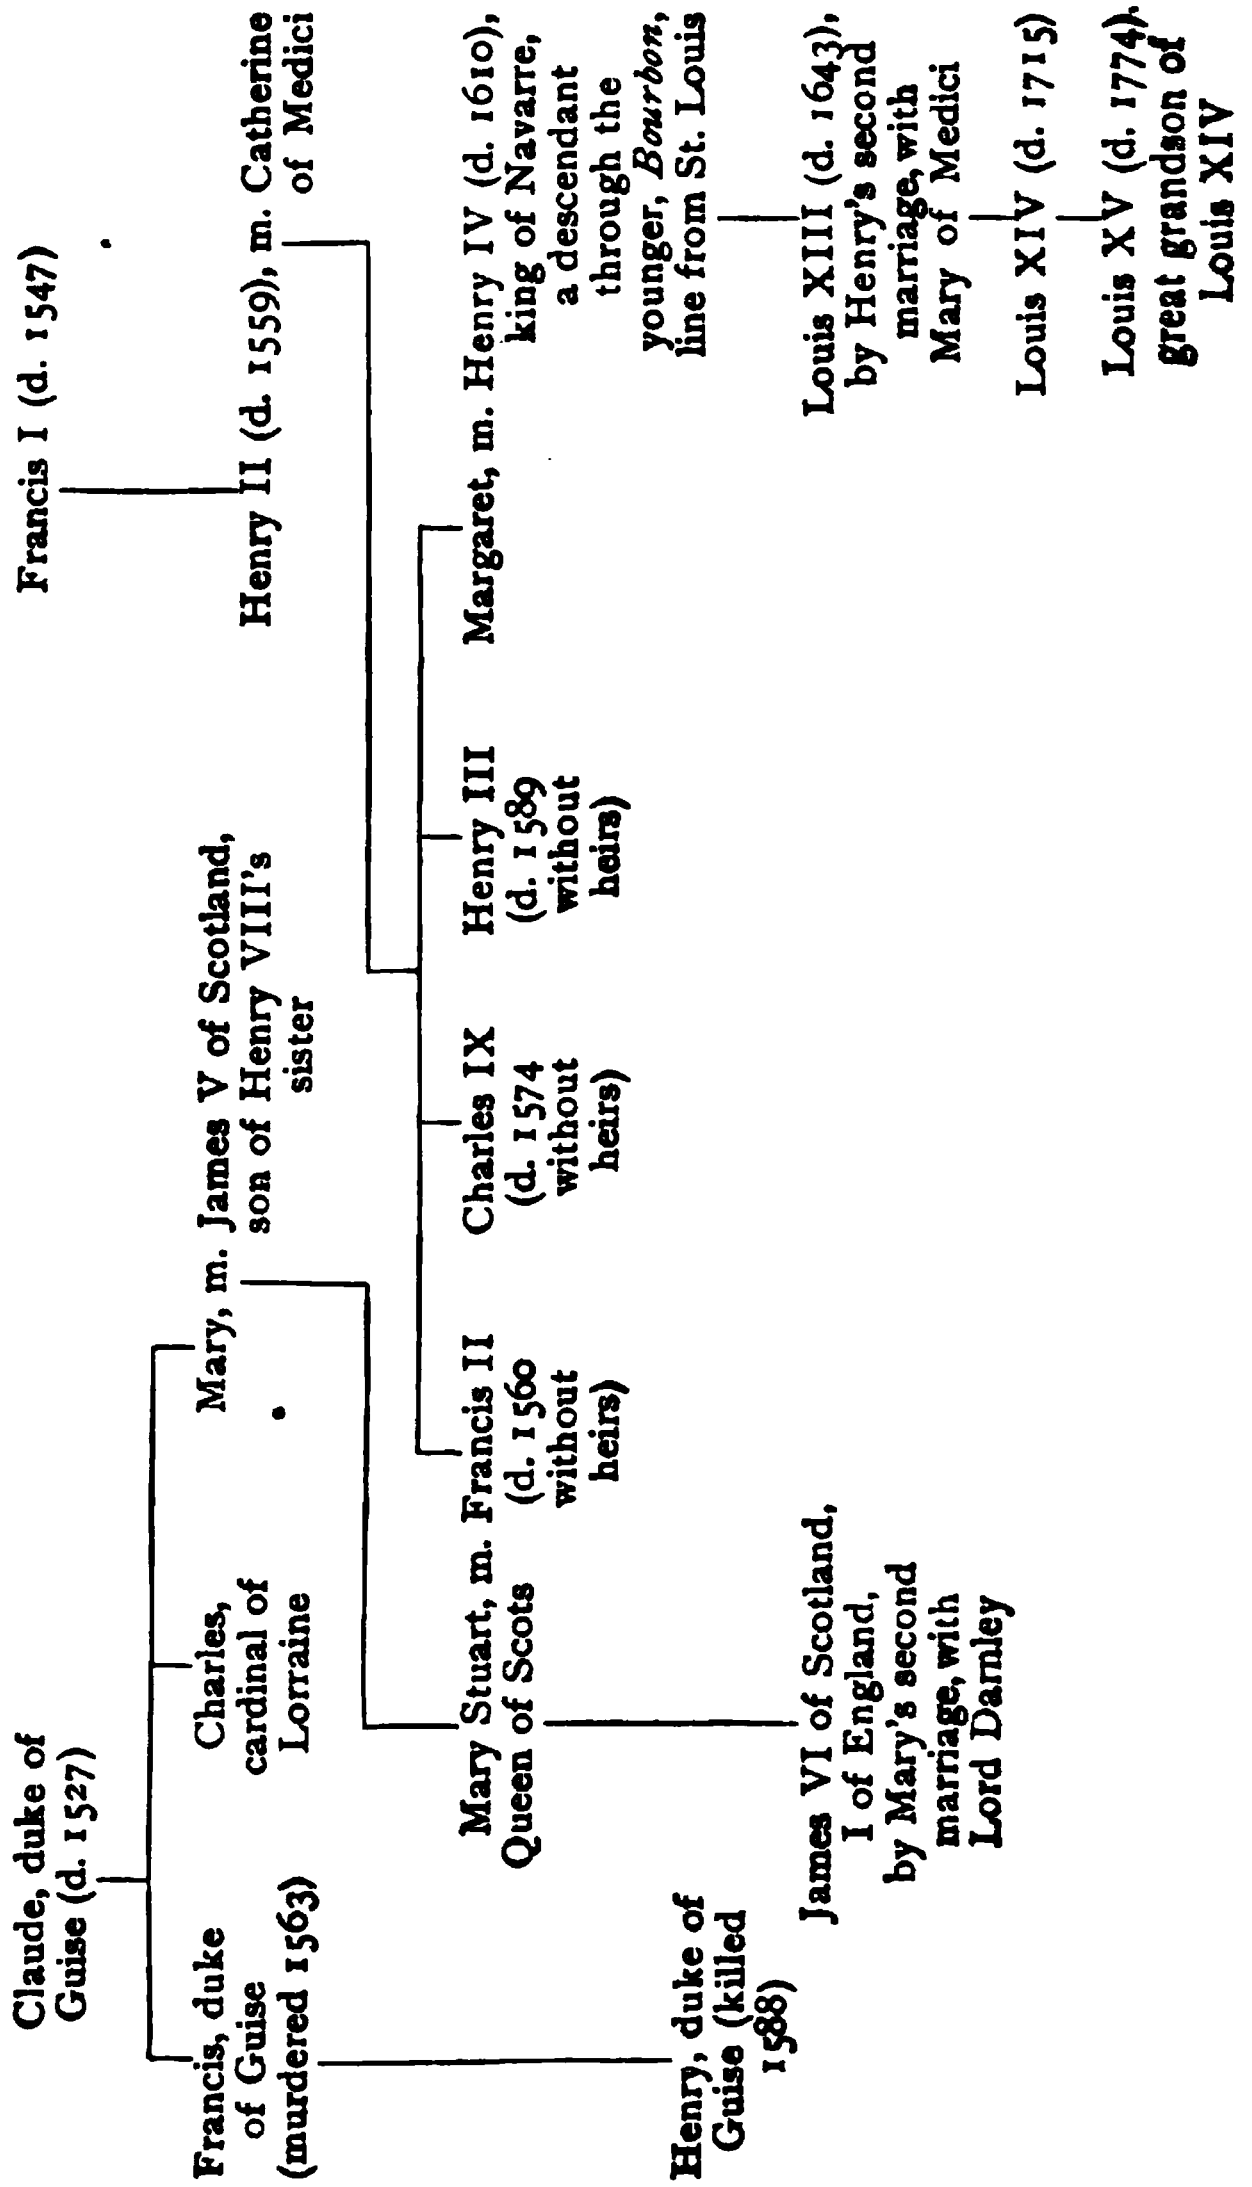 Claude, duke of
Guise (d. 1527)
Francis I (d. 1547)
Francis, duke
of Guise
(murdered 1563)
Charles,
cardinal of
Lorraine
Mary, m. James V of Scotland,
son of Henry VIII's
sister
Henry II (d. 1559), m. Catherine
of Medici
Mary Stuart, m. Francis II
Queen of Scots
(d. 1560
without
heirs)
Charles IX
(d. 1574
without
heirs)
Henry III
(d. 1589
without
heirs)
Margaret, m. Henry IV (d. 1610),
king of Navarre,
a descendant
through the
younger, Bourbon,
line from St. Louis
Henry, duke of
Guise (killed
1588)
James VI of Scotland,
I of England,
by Mary's second
marriage, with
Lord Darnley
Louis XIII (d. 1643),
by Henry's second
marriage, with
Mary of Medici
Louis XIV (d. 1715)
Louis XV (d. 1774),
great grandson of
Louis XIV